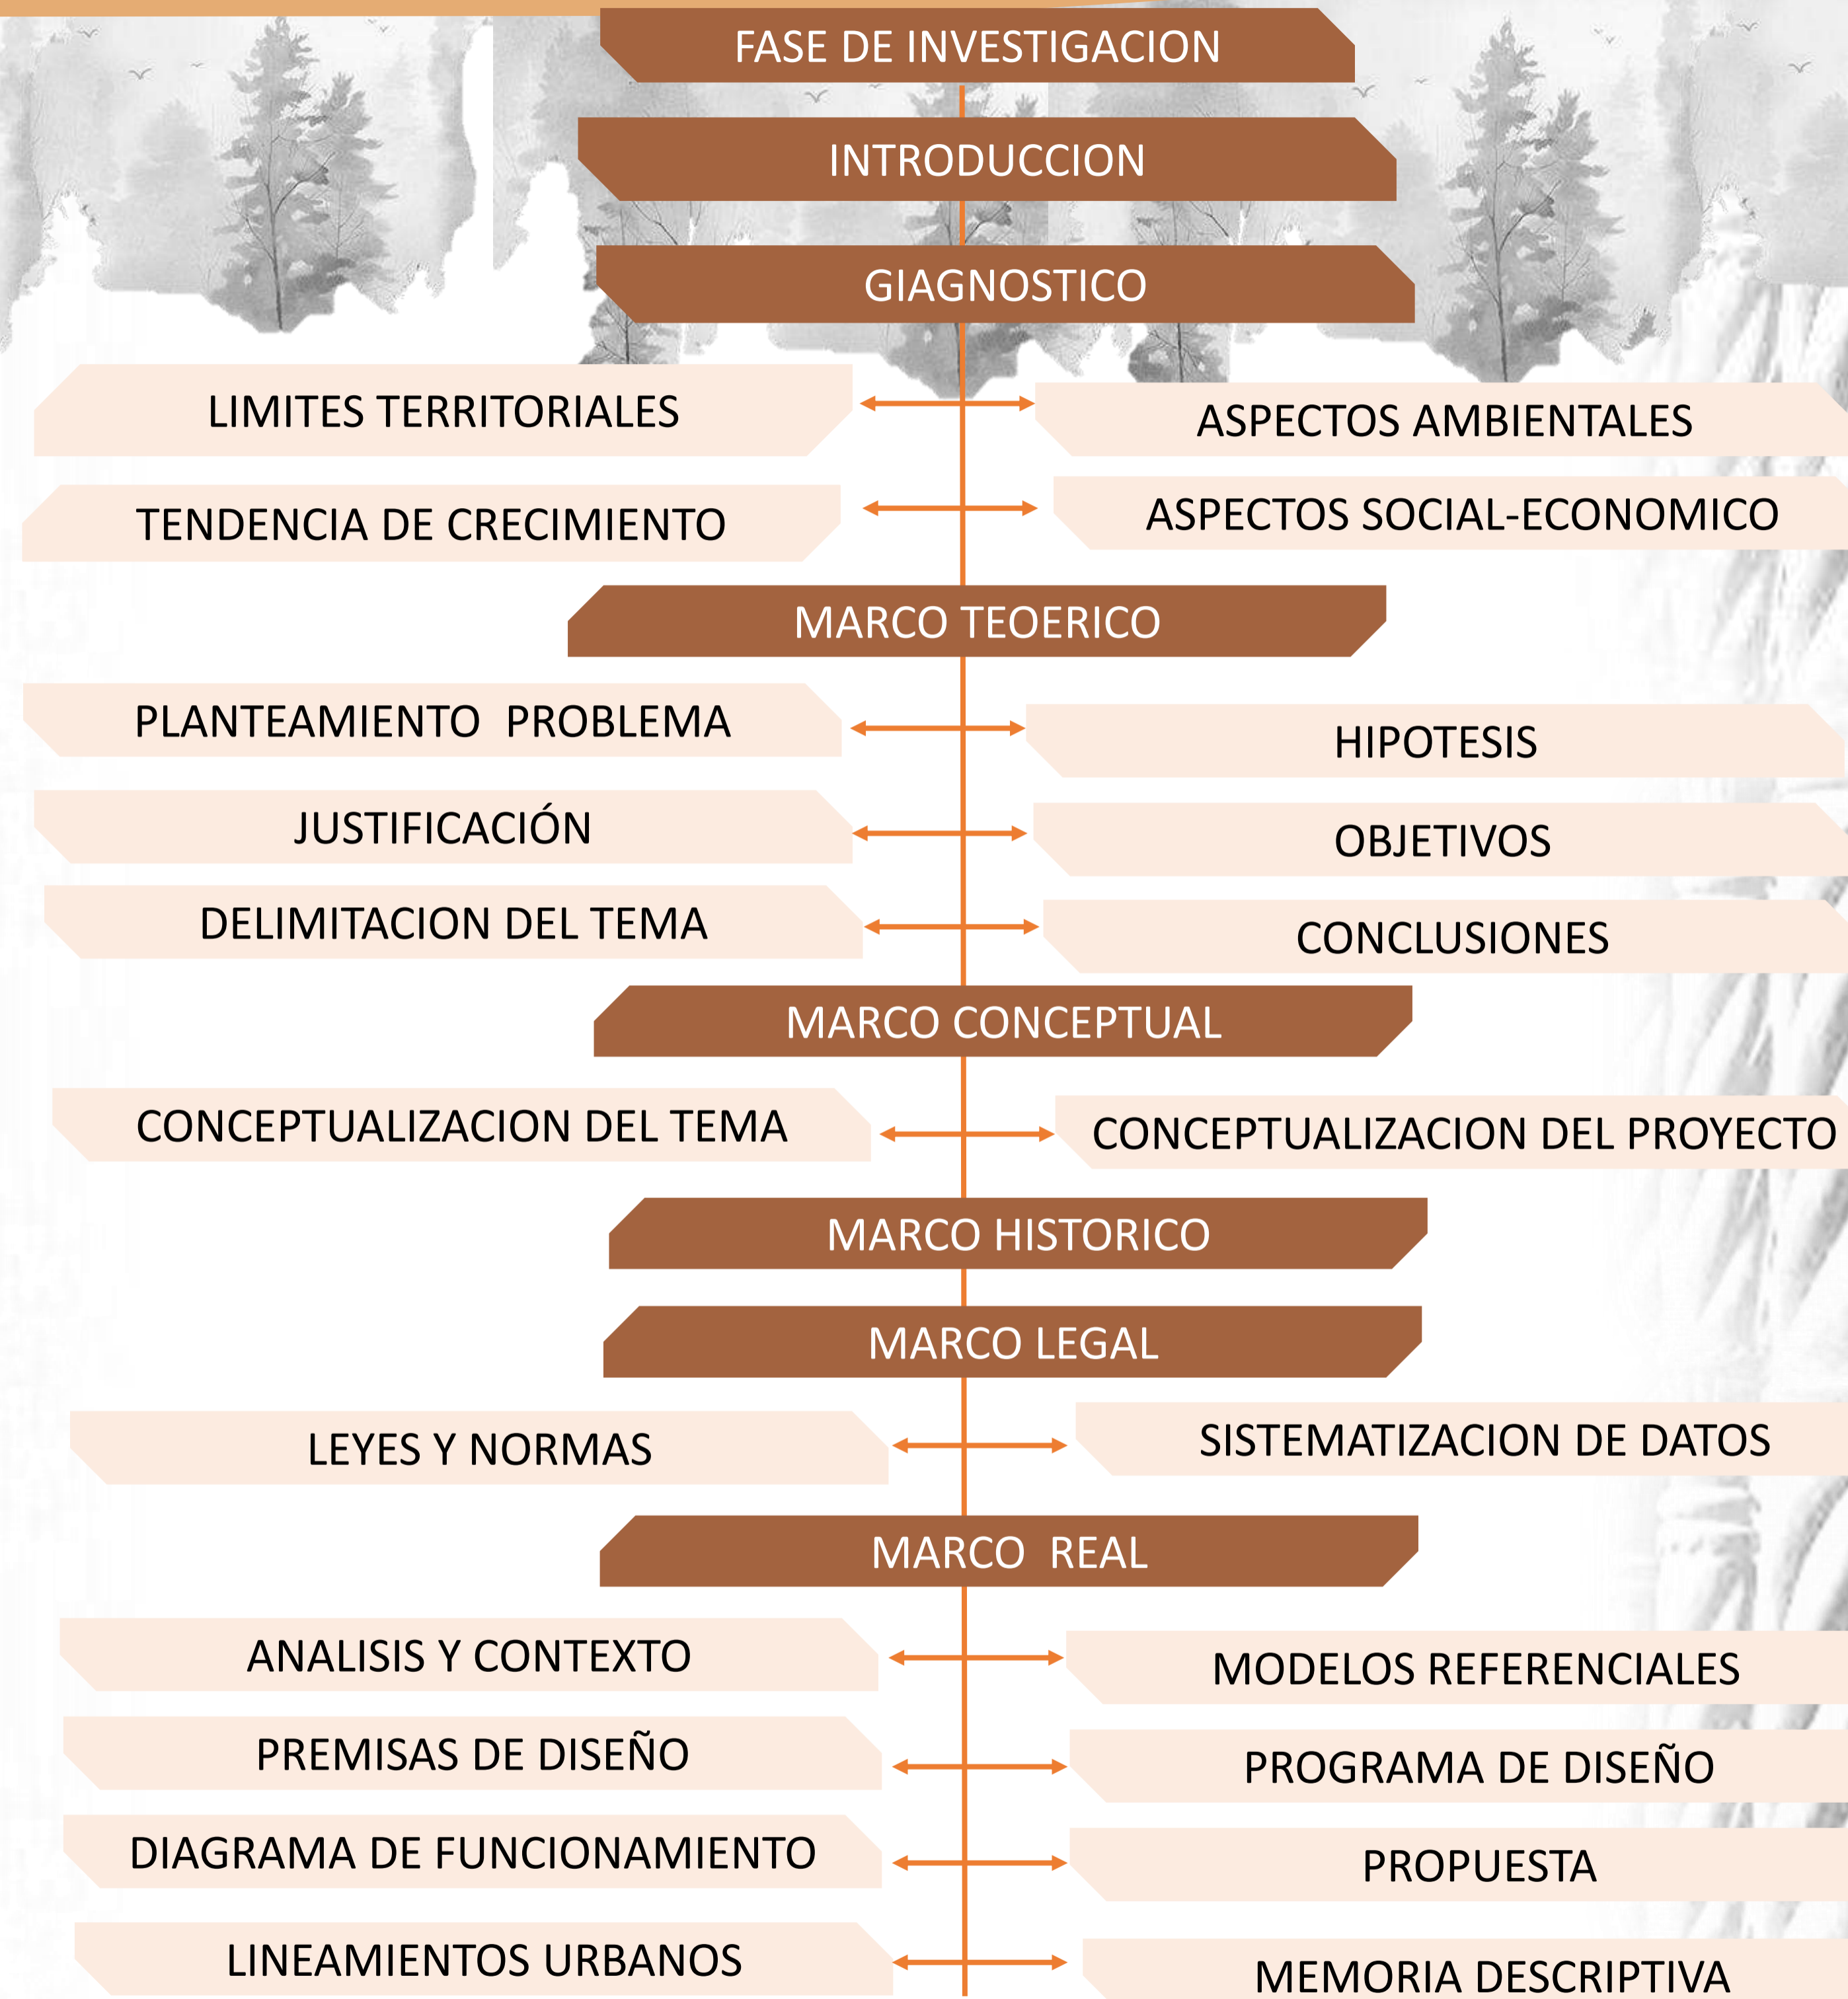 FASE DE INVESTIGACION
INTRODUCCION
GIAGNOSTICO
LIMITES TERRITORIALES
ASPECTOS AMBIENTALES
TENDENCIA DE CRECIMIENTO
ASPECTOS SOCIAL-ECONOMICO
MARCO TEOERICO
PLANTEAMIENTO  PROBLEMA
HIPOTESIS
JUSTIFICACIÓN
OBJETIVOS
DELIMITACION DEL TEMA
CONCLUSIONES
MARCO CONCEPTUAL
CONCEPTUALIZACION DEL TEMA
CONCEPTUALIZACION DEL PROYECTO
MARCO HISTORICO
MARCO LEGAL
LEYES Y NORMAS
SISTEMATIZACION DE DATOS
MARCO  REAL
ANALISIS Y CONTEXTO
MODELOS REFERENCIALES
PREMISAS DE DISEÑO
PROGRAMA DE DISEÑO
DIAGRAMA DE FUNCIONAMIENTO
PROPUESTA
LINEAMIENTOS URBANOS
MEMORIA DESCRIPTIVA